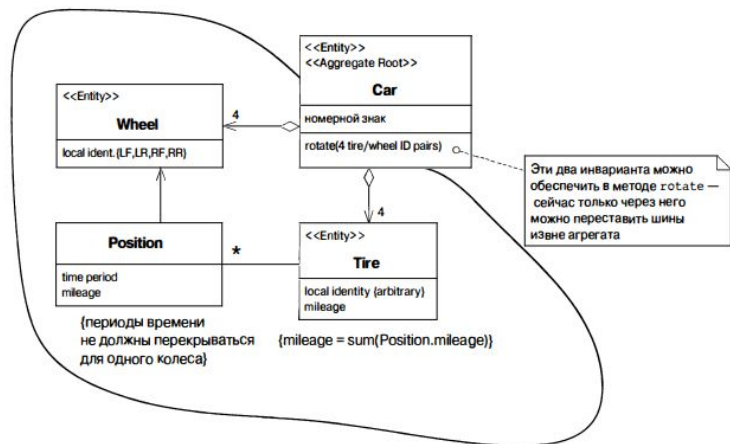 <<Entity>>
<<Aggregate Root>>
Car
номерной знак
rotate(4 tire/wheel ID pairs)
<<Entity>>
Wheel
local ident.{LF,LR,RF,RR}
4
Эти два инварианта можно
обеспечить в методе rotate —
сейчас только через него
можно переставить шины
извне агрегата
4
Position
time period
mileage
*
<<Entity>>
Tire
local identity {arbitrary}
mileage
{периоды времени
не должны перекрываться
для одного колеса}
{mileage = sum(Position.mileage)}